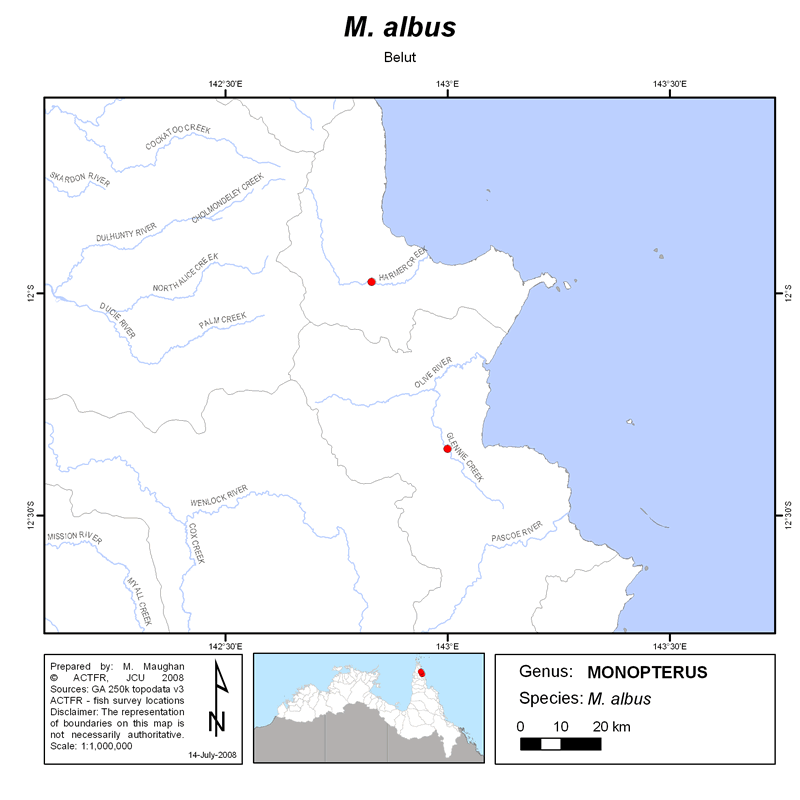 M. albus
Belut
142°30'E 143°E 143°30'E
COCKATOO CREEK
SKARDON RIVER
CHOLMONDELEY CREEK
DULHUNTY RIVER
NORTH ALICE CREEK
HARMER CREEK
12°S 12°S
DUCIE RIVER
PALM CREEK
OLIVE RIVER
GLENNIE CREEK
WENLOCK RIVER
12°30'S 12°30'S
MISSION RIVER
COX CREEK
PASCOE RIVER
MYALL CREEK
142°30'E 143°E 143°30'E
Prepared by: M. Maughan
© ACTFR, JCU 2008
Sources: GA 250k topodata v3
ACTFR - fish survey locations
Disclaimer: The representation
of boundaries on this map is
not necessarily authoritative.
Scale: 1:1,000,000
N
14-July-2008
Genus: MONOPTERUS
Species: M. albus
0 10 20 km